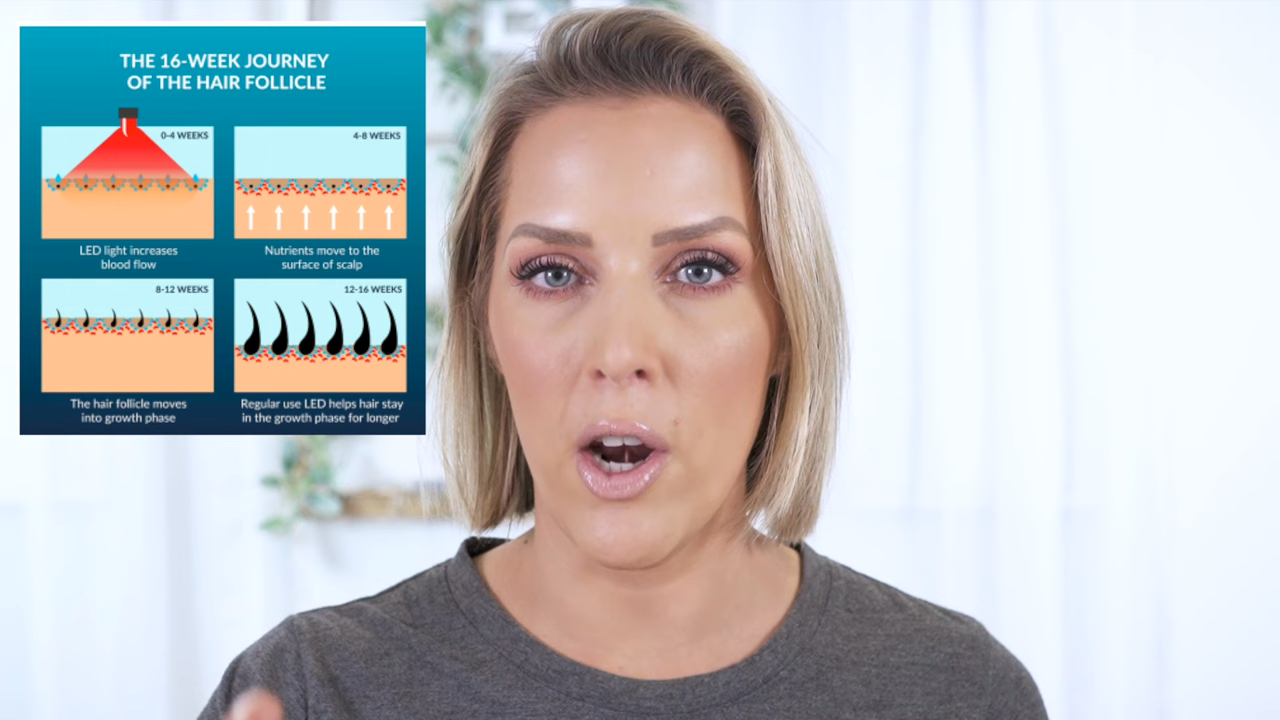 THE 16-WEEK JOURNEY
OF THE HAIR FOLLICLE
0-4 WEEKS
LED light increases
blood flow
4-8 WEEKS
Nutrients move to the
surface of scalp
8-12 WEEKS
The hair follicle moves
into growth phase
12-16 WEEKS
Regular use LED helps hair stay
in the growth phase for longer